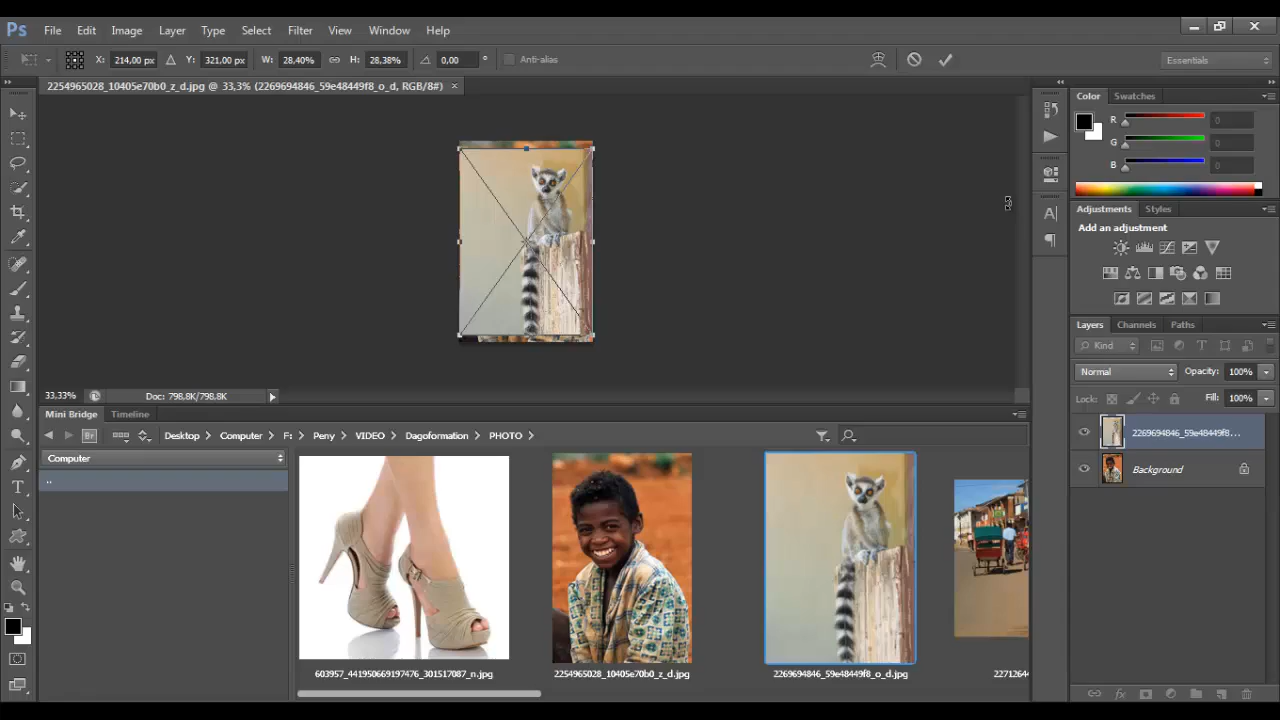 Ps File Edit Image Layer Type Select Filter View Window Help
X: 214,00 px Y: 321,00 px W: 28,40% H: 28,38% 0,00 ° Anti-alias Essentials
2254965028_10405e70b0_z_d.jpg @ 33,3% (2269694846_59e48449f8_o_d, RGB/8#) ×
Color Swatches
R 0
G 0
B 0
Adjustments Styles
Add an adjustment
Layers Channels Paths
Kind
Normal Opacity: 100%
Lock: Fill: 100%
2269694846_59e48449f8...
Background
33,33% Doc: 798,8K/798,8K
Mini Bridge Timeline
Br Desktop Computer F: Peny VIDEO Dagoformation PHOTO
Computer
..
603957_441950669197476_301517087_n.jpg
2254965028_10405e70b0_z_d.jpg
2269694846_59e48449f8_o_d.jpg
2271264